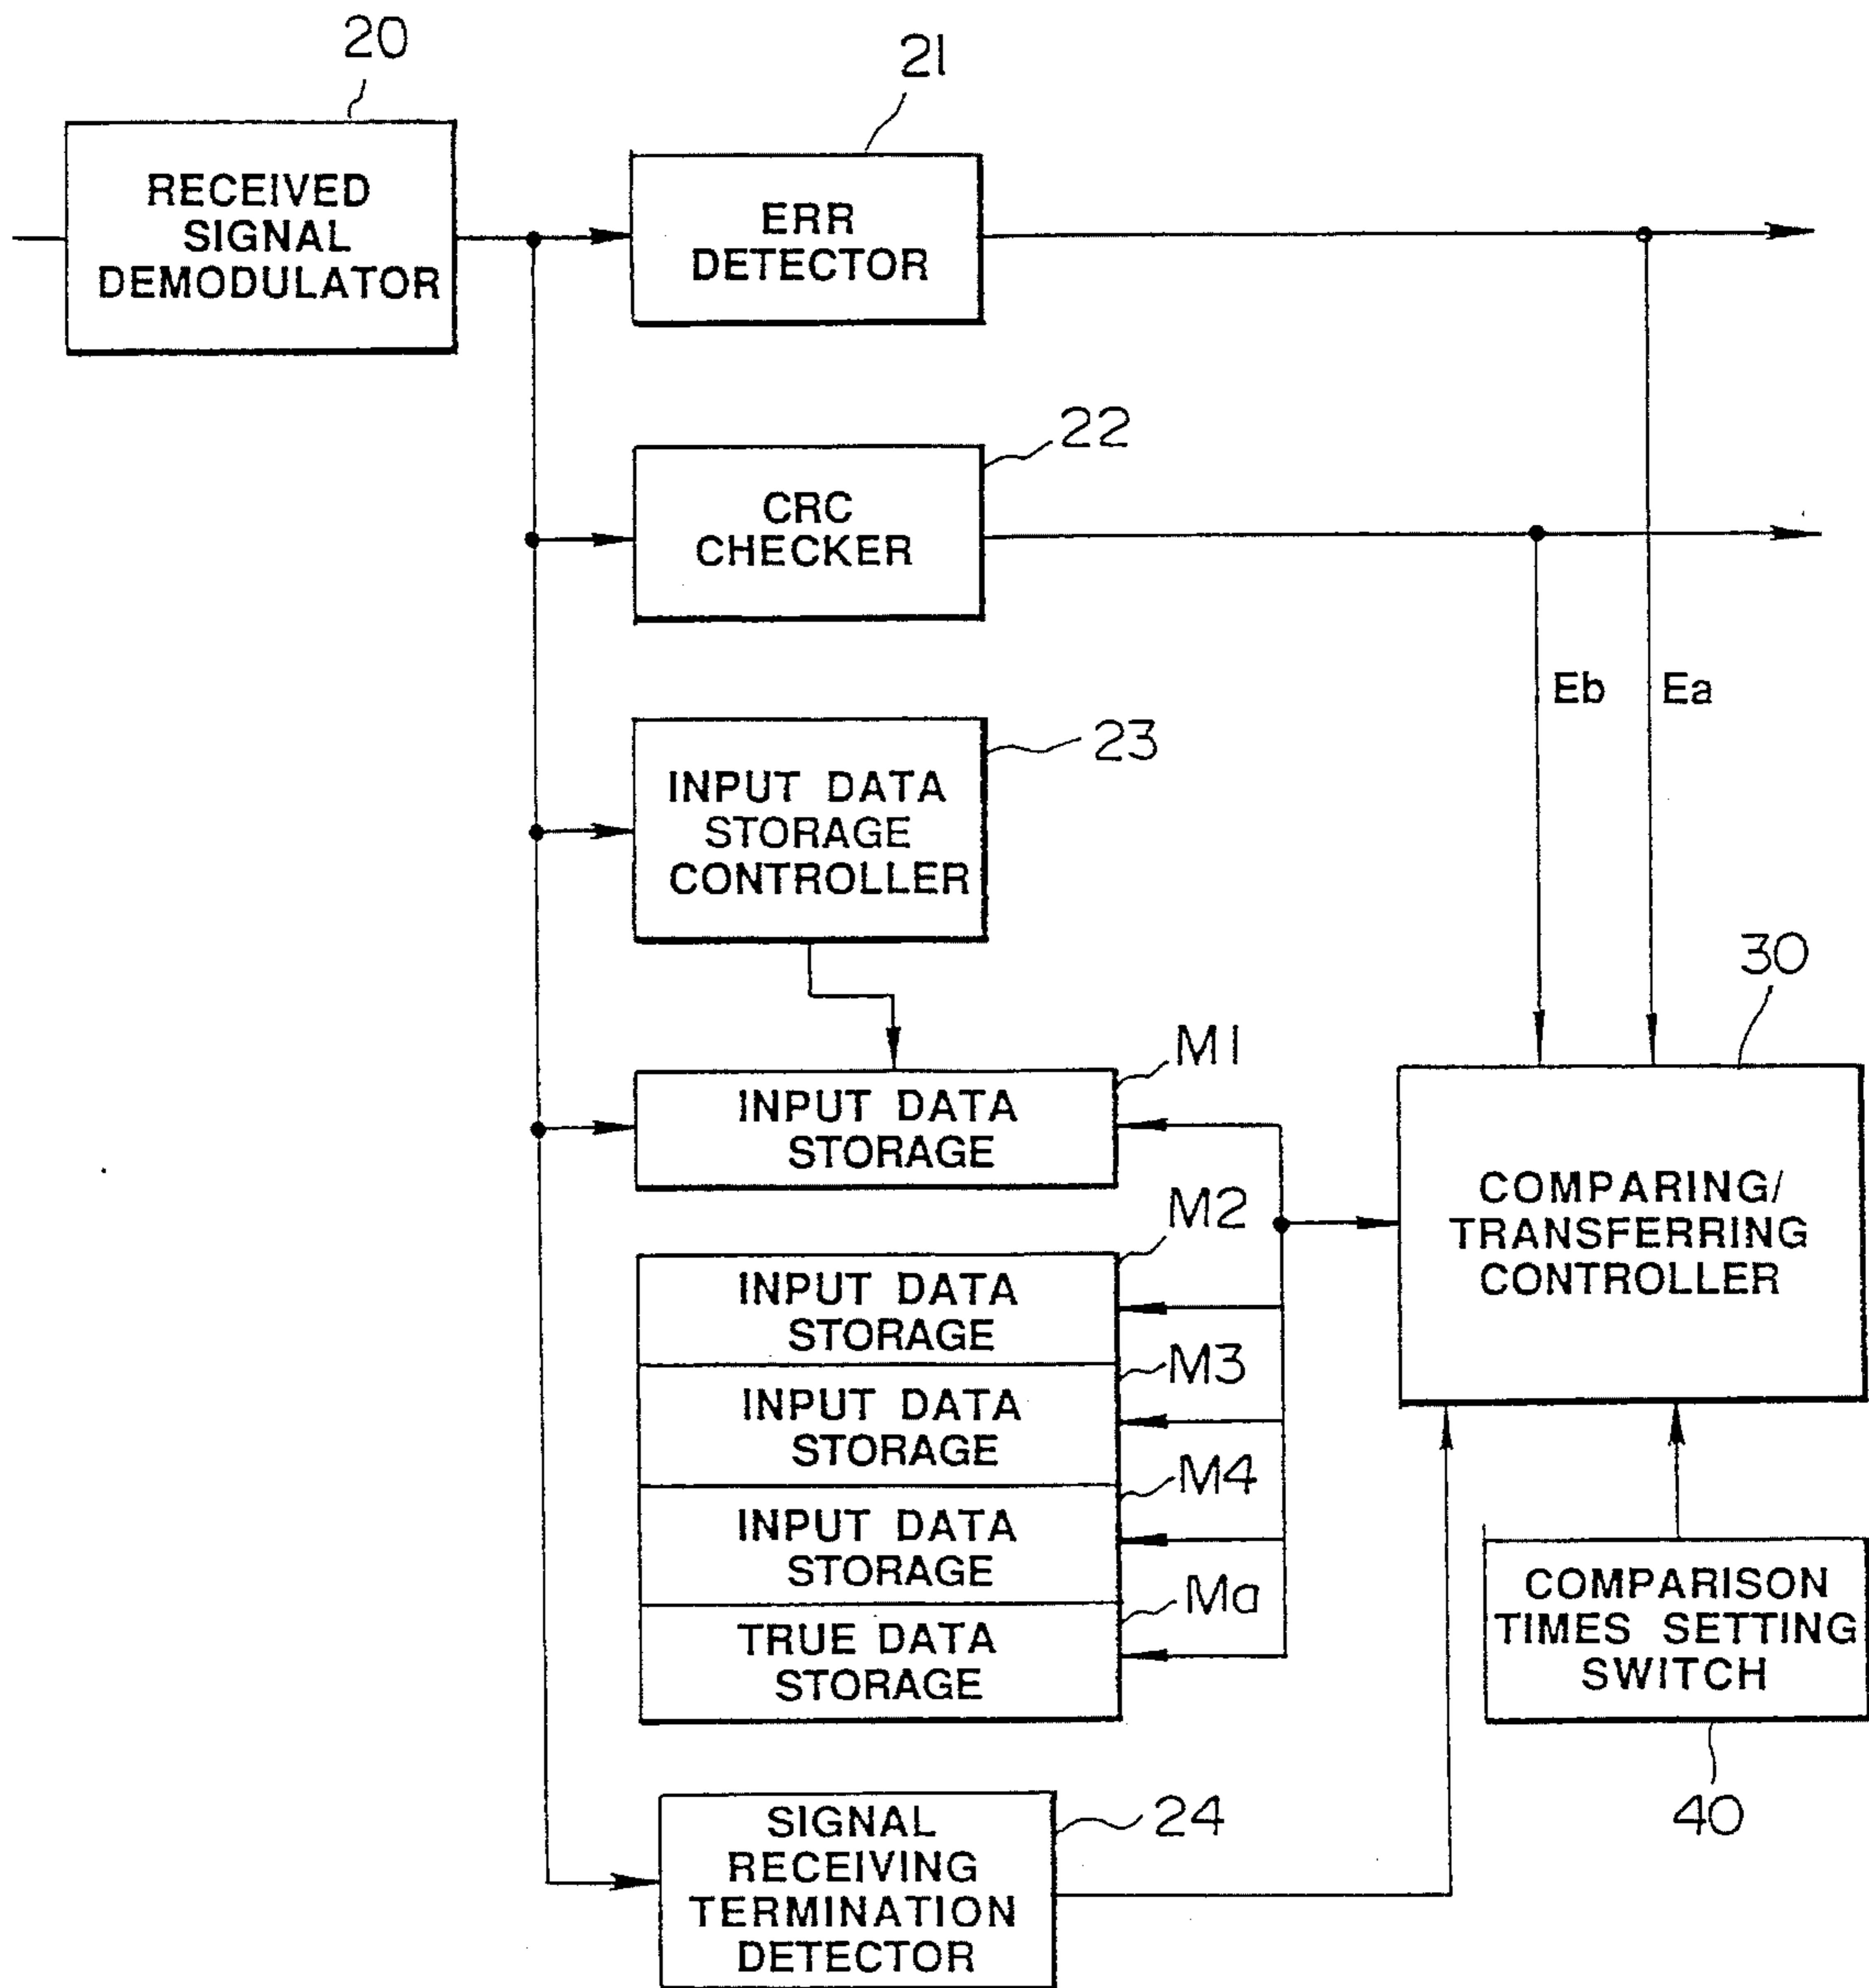 20
RECEIVED
SIGNAL
DEMODULATOR
21
ERR
DETECTOR
22
CRC
CHECKER
Eb
Ea
23
INPUT DATA
STORAGE
CONTROLLER
30
COMPARING/
TRANSFERRING
CONTROLLER
M1
INPUT DATA
STORAGE
M2
INPUT DATA
STORAGE
M3
INPUT DATA
STORAGE
M4
INPUT DATA
STORAGE
Ma
TRUE DATA
STORAGE
COMPARISON
TIMES SETTING
SWITCH
40
24
SIGNAL
RECEIVING
TERMINATION
DETECTOR